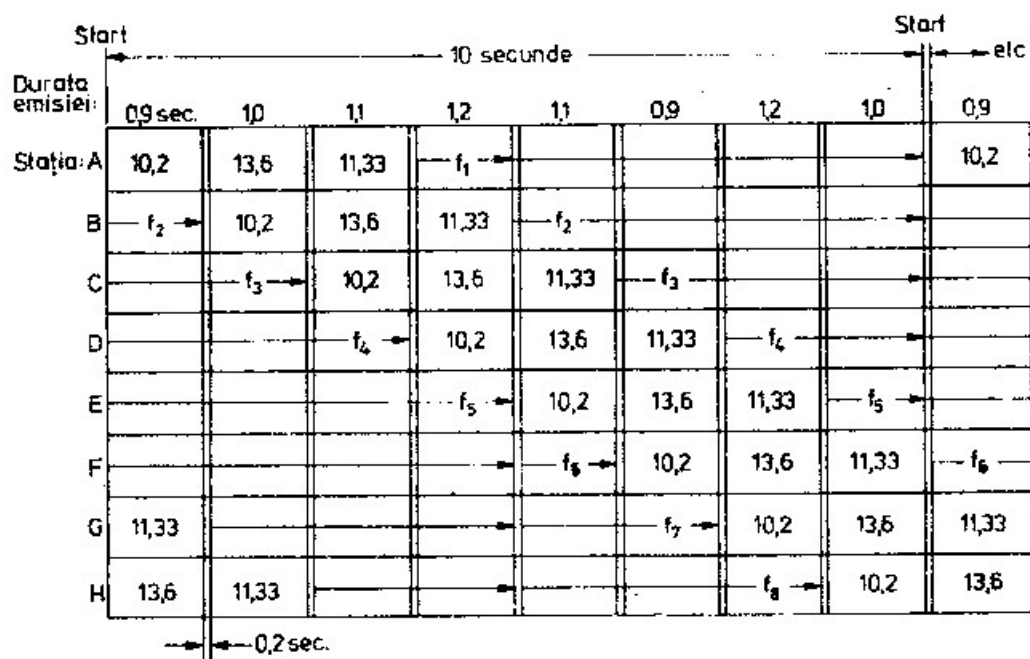 Start Start
10 secunde etc
Durata
emisiei: 0,9 sec. 1,0 1,1 1,2 1,1 0,9 1,2 1,0 0,9
Stația: A 10,2 13,6 11,33 f₁ 10,2
B f₂ 10,2 13,6 11,33 f₂
C f₃ 10,2 13,6 11,33 f₃
D f₄ 10,2 13,6 11,33 f₄
E f₅ 10,2 13,6 11,33 f₅
F f₆ 10,2 13,6 11,33 f₆
G 11,33 f₇ 10,2 13,6 11,33
H 13,6 11,33 f₈ 10,2 13,6
0,2 sec.